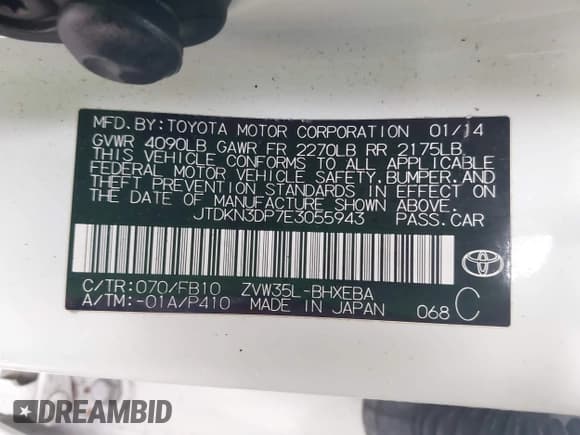 MFD.BY:TOYOTA MOTOR CORPORATION 01/14
GVWR 4090LB GAWR FR 2270LB RR 2175LB
THIS VEHICLE CONFORMS TO ALL APPLICABLE
FEDERAL MOTOR VEHICLE SAFETY,BUMPER,AND
THEFT PREVENTION STANDARDS IN EFFECT ON
THE DATE OF MANUFACTURE SHOWN ABOVE.
JTDKN3DP7E3055943 PASS.CAR
C/TR:070/FB10 ZVW35L-BHXEBA
A/TM:-01A/P410 MADE IN JAPAN 068 C
DREAMBID